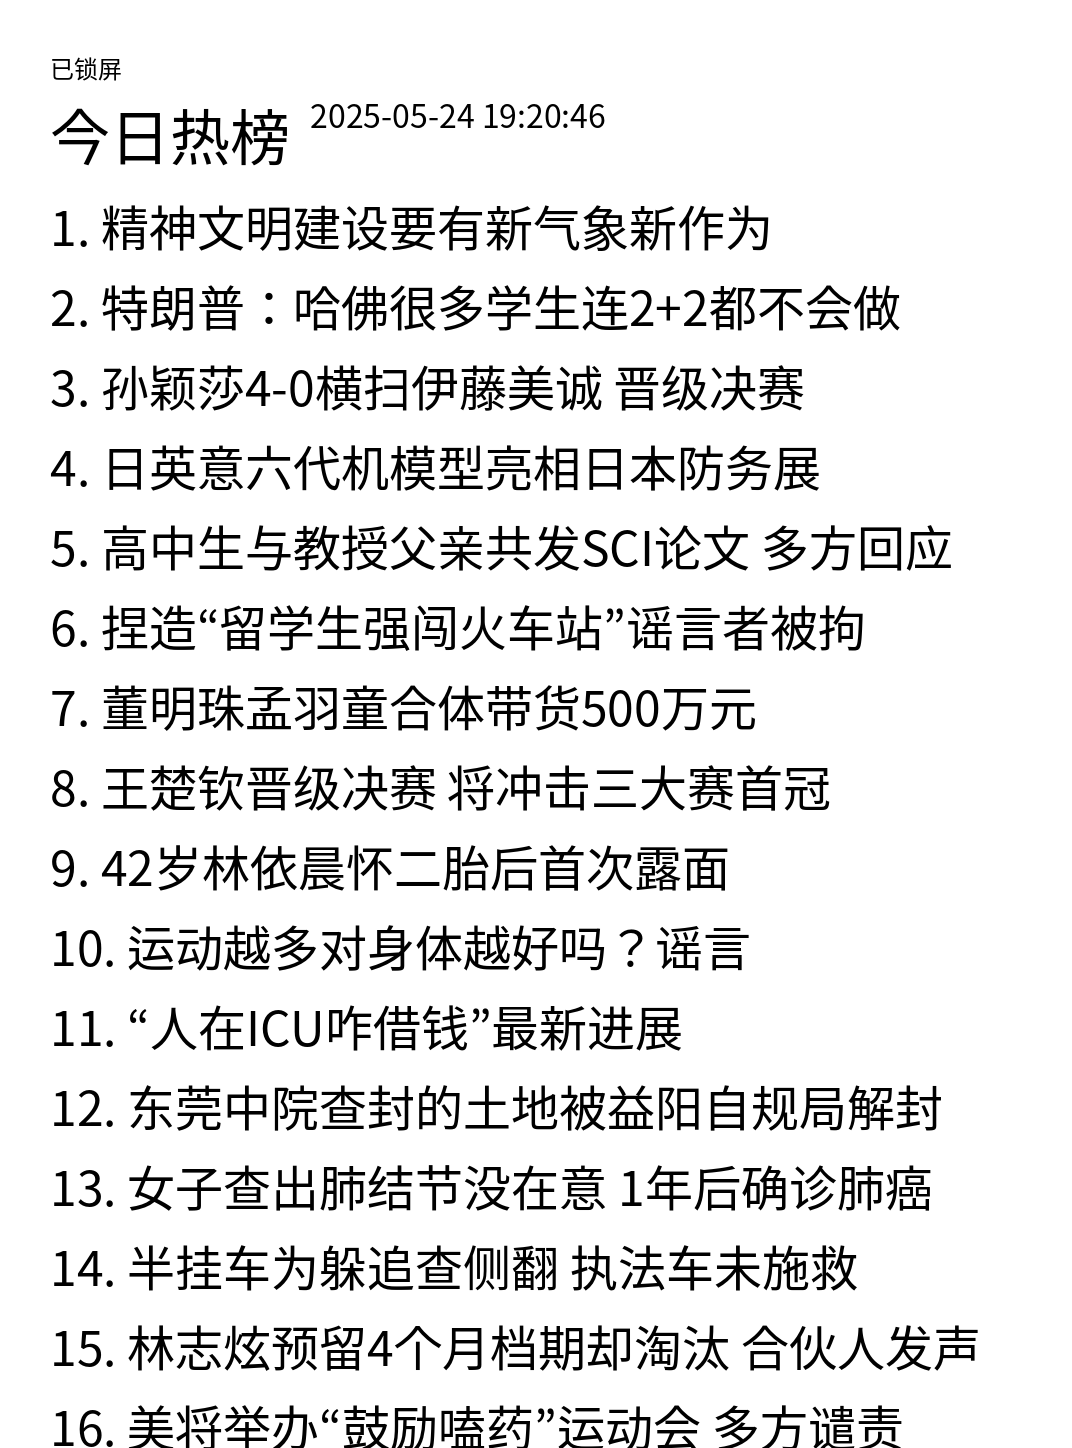 已锁屏
今日热榜 2025-05-24 19:20:46
1. 精神文明建设要有新气象新作为
2. 特朗普：哈佛很多学生连2+2都不会做
3. 孙颖莎4-0横扫伊藤美诚 晋级决赛
4. 日英意六代机模型亮相日本防务展
5. 高中生与教授父亲共发SCI论文 多方回应
6. 捏造“留学生强闯火车站”谣言者被拘
7. 董明珠孟羽童合体带货500万元
8. 王楚钦晋级决赛 将冲击三大赛首冠
9. 42岁林依晨怀二胎后首次露面
10. 运动越多对身体越好吗？谣言
11. “人在ICU咋借钱”最新进展
12. 东莞中院查封的土地被益阳自规局解封
13. 女子查出肺结节没在意 1年后确诊肺癌
14. 半挂车为躲追查侧翻 执法车未施救
15. 林志炫预留4个月档期却淘汰 合伙人发声
16. 美将举办“鼓励嗑药”运动会 多方谴责